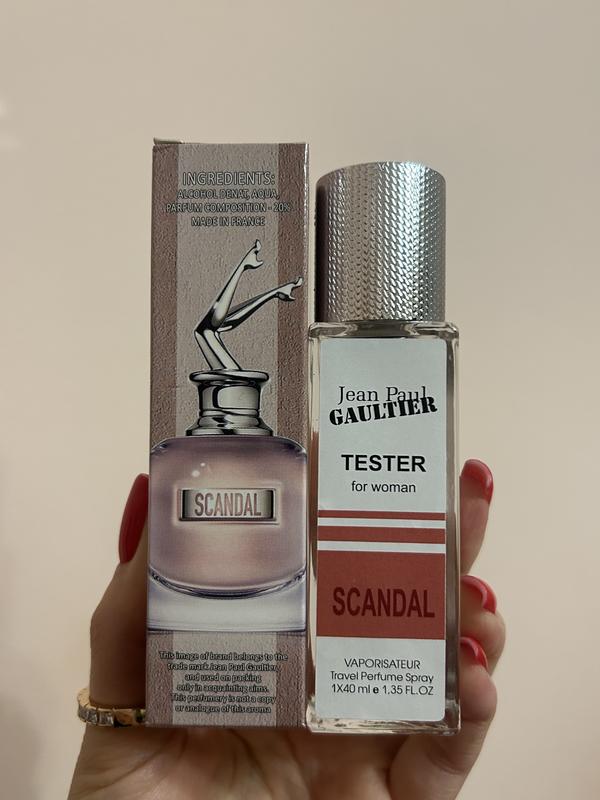 INGREDIENTS:
ALCOHOL DENAT, AQUA,
PARFUM COMPOSITION - 20%
MADE IN FRANCE
SCANDAL
This image of brand belongs to the
trade mark Jean Paul Gaultier
and used on packing
only in acquainting aims.
This perfumery is not a copy
or analogue of this aroma
Jean Paul
GAULTIER
TESTER
for woman
SCANDAL
VAPORISATEUR
Travel Perfume Spray
1X40 ml e 1,35 FL.OZ